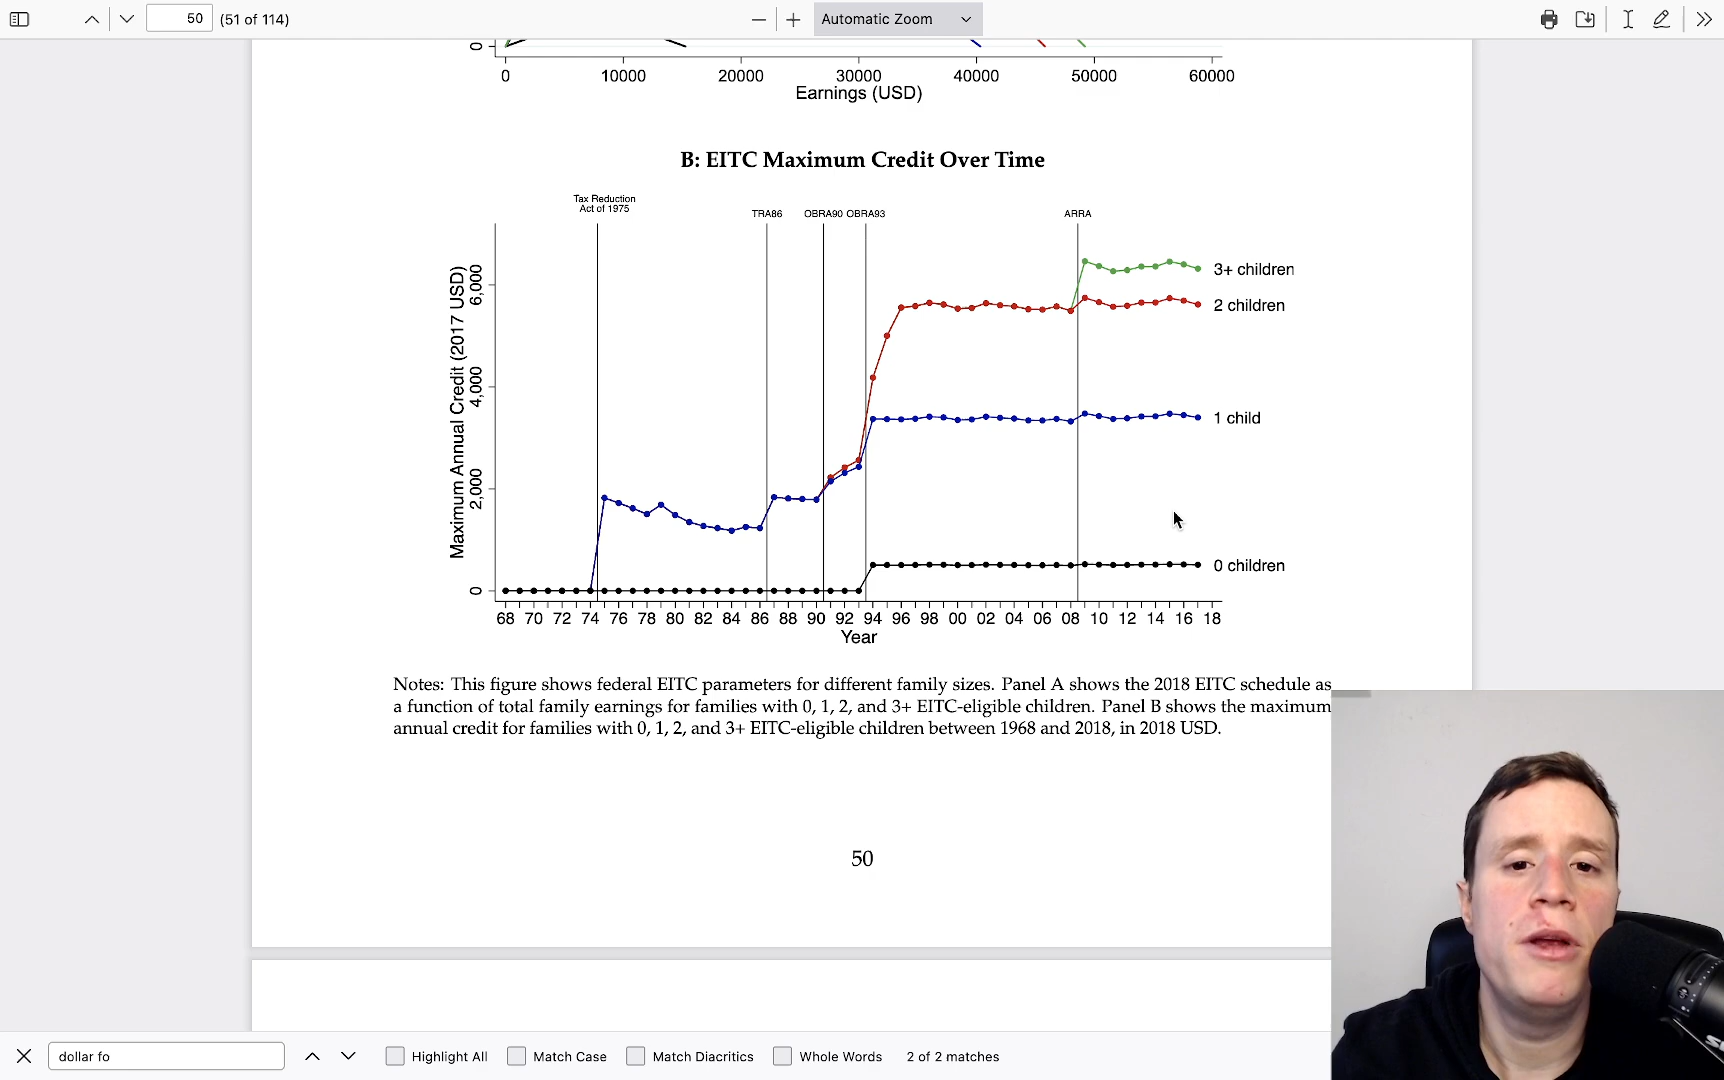 50 (51 of 114) Automatic Zoom
0
0 10000 20000 30000 40000 50000 60000
Earnings (USD)
B: EITC Maximum Credit Over Time
Tax Reduction
Act of 1975
TRA86 OBRA90 OBRA93 ARRA
Maximum Annual Credit (2017 USD)
6,000
4,000
2,000
0
3+ children
2 children
1 child
0 children
68 70 72 74 76 78 80 82 84 86 88 90 92 94 96 98 00 02 04 06 08 10 12 14 16 18
Year
Notes: This figure shows federal EITC parameters for different family sizes. Panel A shows the 2018 EITC schedule as
a function of total family earnings for families with 0, 1, 2, and 3+ EITC-eligible children. Panel B shows the maximum
annual credit for families with 0, 1, 2, and 3+ EITC-eligible children between 1968 and 2018, in 2018 USD.
50
dollar fo Highlight All Match Case Match Diacritics Whole Words 2 of 2 matches